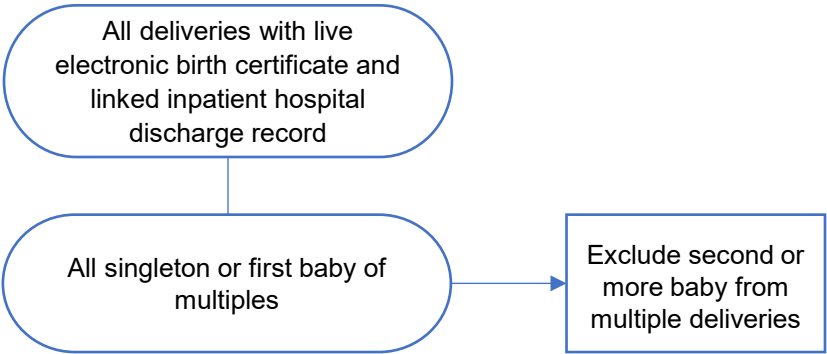 All deliveries with live
electronic birth certificate and
linked inpatient hospital
discharge record
All singleton or first baby of
multiples
Exclude second or
more baby from
multiple deliveries